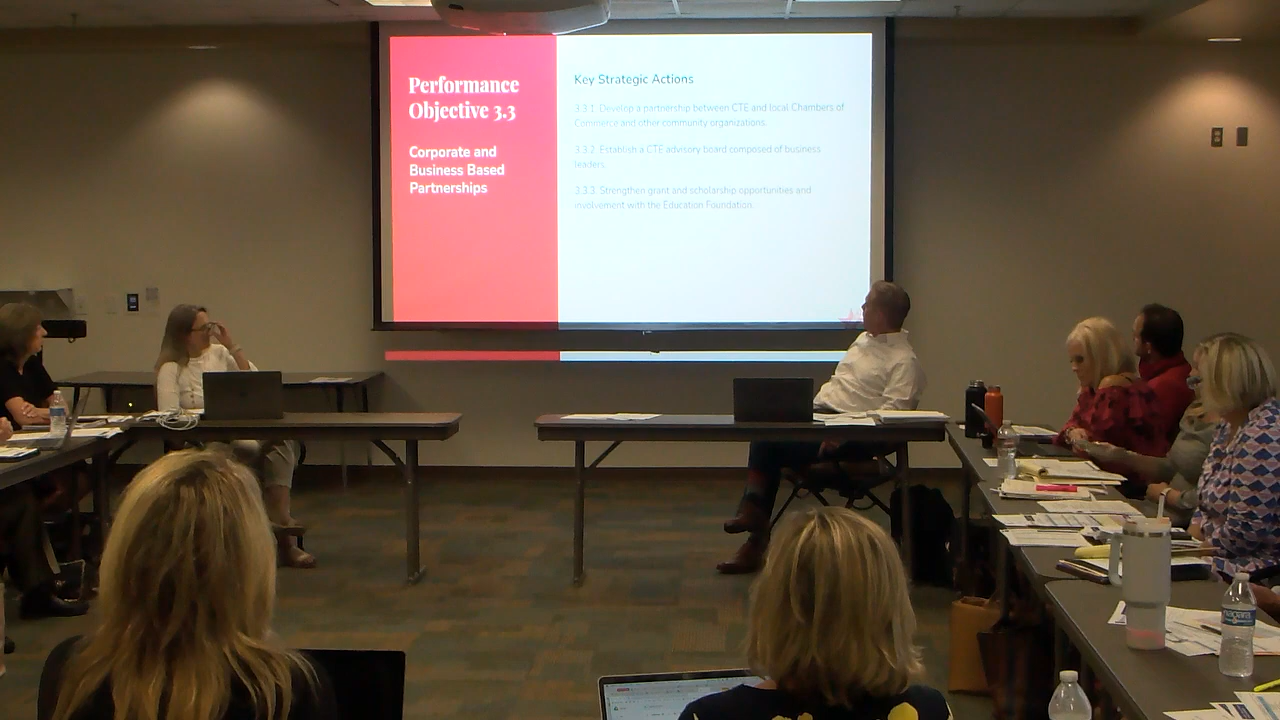 Performance
Objective 3.3
Corporate and
Business Based
Partnerships
Key Strategic Actions
3.3.1. Develop a partnership between CTE and local Chambers of
Commerce and other community organizations.
3.3.2. Establish a CTE advisory board composed of business
leaders.
3.3.3. Strengthen grant and scholarship opportunities and
involvement with the Education Foundation.